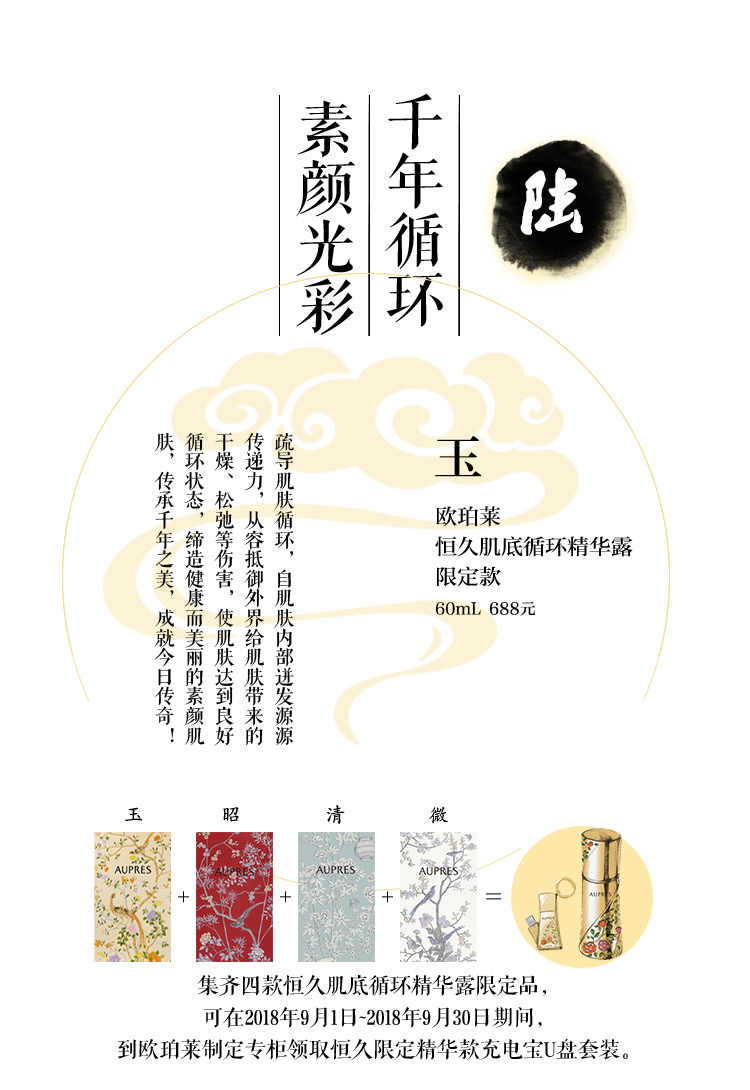 陆
千年循环
素颜光彩
玉
欧珀莱
恒久肌底循环精华露
限定款
60mL 688元
疏导肌肤循环，自肌肤内部迸发源源
传递力，从容抵御外界给肌肤带来的
干燥、松弛等伤害，使肌肤达到良好
循环状态，缔造健康而美丽的素颜肌
肤，传承千年之美，成就今日传奇！
玉 昭 清 微
AUPRES + AUPRES + AUPRES + AUPRES = AUPRES
集齐四款恒久肌底循环精华露限定品，
可在2018年9月1日~2018年9月30日期间，
到欧珀莱制定专柜领取恒久限定精华款充电宝U盘套装。